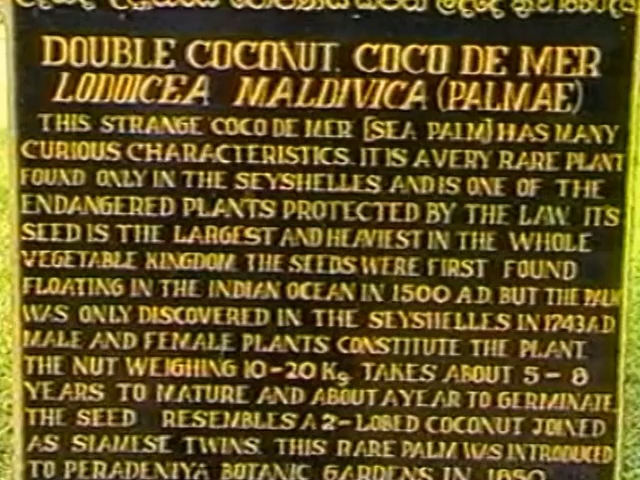 DOUBLE COCONUT. COCO DE MER
LODOICEA MALDIVICA (PALMAE)
THIS STRANGE COCO DE MER [SEA PALM] HAS MANY
CURIOUS CHARACTERISTICS. IT IS A VERY RARE PLANT
FOUND ONLY IN THE SEYSHELLES AND IS ONE OF THE
ENDANGERED PLANTS PROTECTED BY THE LAW. ITS
SEED IS THE LARGEST AND HEAVIEST IN THE WHOLE
VEGETABLE KINGDOM. THE SEEDS WERE FIRST FOUND
FLOATING IN THE INDIAN OCEAN IN 1500 A.D. BUT THE PALM
WAS ONLY DISCOVERED IN THE SEYSHELLES IN 1743 A.D.
MALE AND FEMALE PLANTS CONSTITUTE THE PLANT.
THE NUT WEIGHING 10-20 Kg. TAKES ABOUT 5-8
YEARS TO MATURE AND ABOUT A YEAR TO GERMINATE.
THE SEED RESEMBLES A 2-LOBED COCONUT JOINED
AS SIAMESE TWINS. THIS RARE PALM WAS INTRODUCED
TO PERADENIYA BOTANIC GARDENS IN 1850